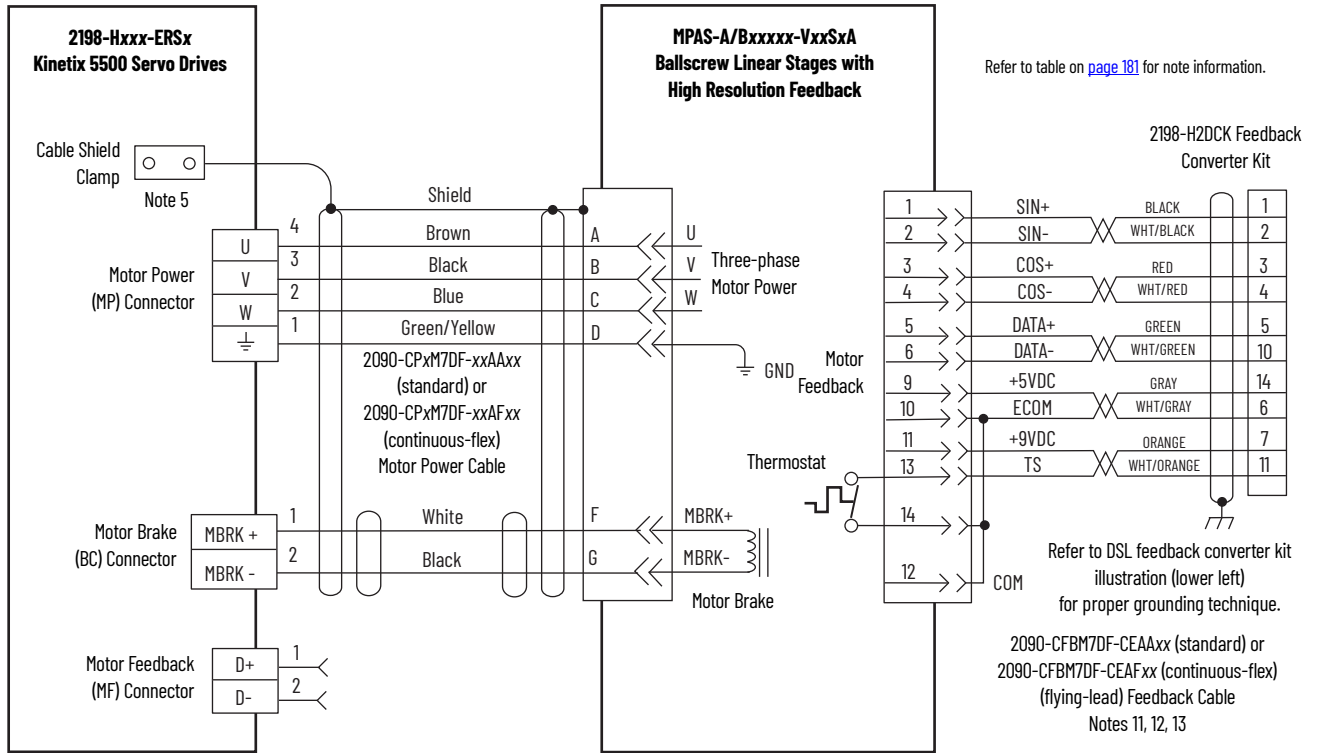 2198-Hxxx-ERSx
Kinetix 5500 Servo Drives
MPAS-A/Bxxxxx-VxxSxA
Ballscrew Linear Stages with
High Resolution Feedback
Refer to table on page 181 for note information.
2198-H2DCK Feedback
Converter Kit
Cable Shield
Clamp
Note 5
Shield
Motor Power
(MP) Connector
U
4
Brown
A
U
V
3
Black
B
V
W
2
Blue
C
W
1
Green/Yellow
D
Three-phase
Motor Power
GND
2090-CPxM7DF-xxAAxx
(standard) or
2090-CPxM7DF-xxAFxx
(continuous-flex)
Motor Power Cable
Motor Brake
(BC) Connector
MBRK +
1
White
F
MBRK+
MBRK -
2
Black
G
MBRK-
Motor Brake
Motor Feedback
(MF) Connector
D+
1
D-
2
Motor
Feedback
Thermostat
1
SIN+
BLACK
1
2
SIN-
WHT/BLACK
2
3
COS+
RED
3
4
COS-
WHT/RED
4
5
DATA+
GREEN
5
6
DATA-
WHT/GREEN
10
9
+5VDC
GRAY
14
10
ECOM
WHT/GRAY
6
11
+9VDC
ORANGE
7
13
TS
WHT/ORANGE
11
14
12
COM
Refer to DSL feedback converter kit
illustration (lower left)
for proper grounding technique.
2090-CFBM7DF-CEAAxx (standard) or
2090-CFBM7DF-CEAFxx (continuous-flex)
(flying-lead) Feedback Cable
Notes 11, 12, 13